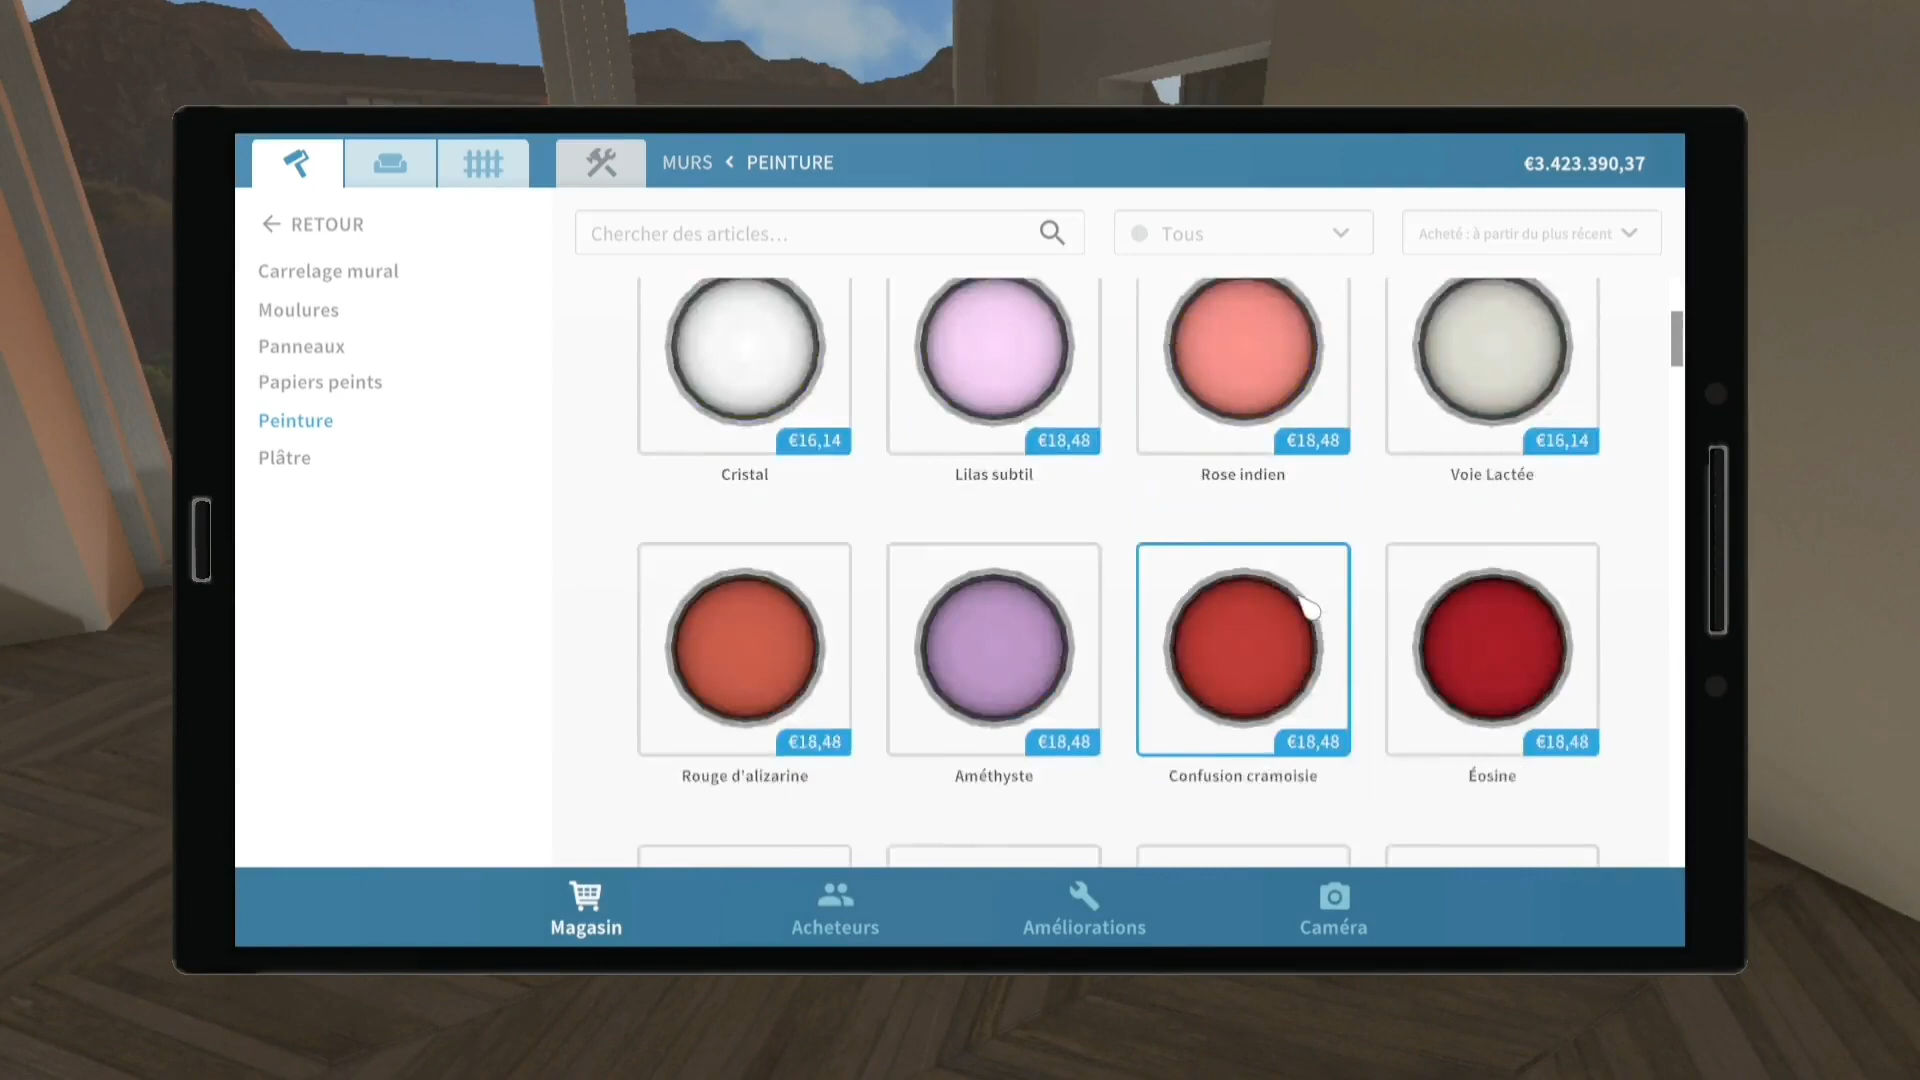 MURS < PEINTURE
€3.423.390,37
RETOUR
Carrelage mural
Moulures
Panneaux
Papiers peints
Peinture
Plâtre
Chercher des articles...
Tous
Acheté : à partir du plus récent
€16,14
€18,48
€18,48
€16,14
Cristal
Lilas subtil
Rose indien
Voie Lactée
€18,48
€18,48
€18,48
€18,48
Rouge d'alizarine
Améthyste
Confusion cramoisie
Éosine
Magasin
Acheteurs
Améliorations
Caméra